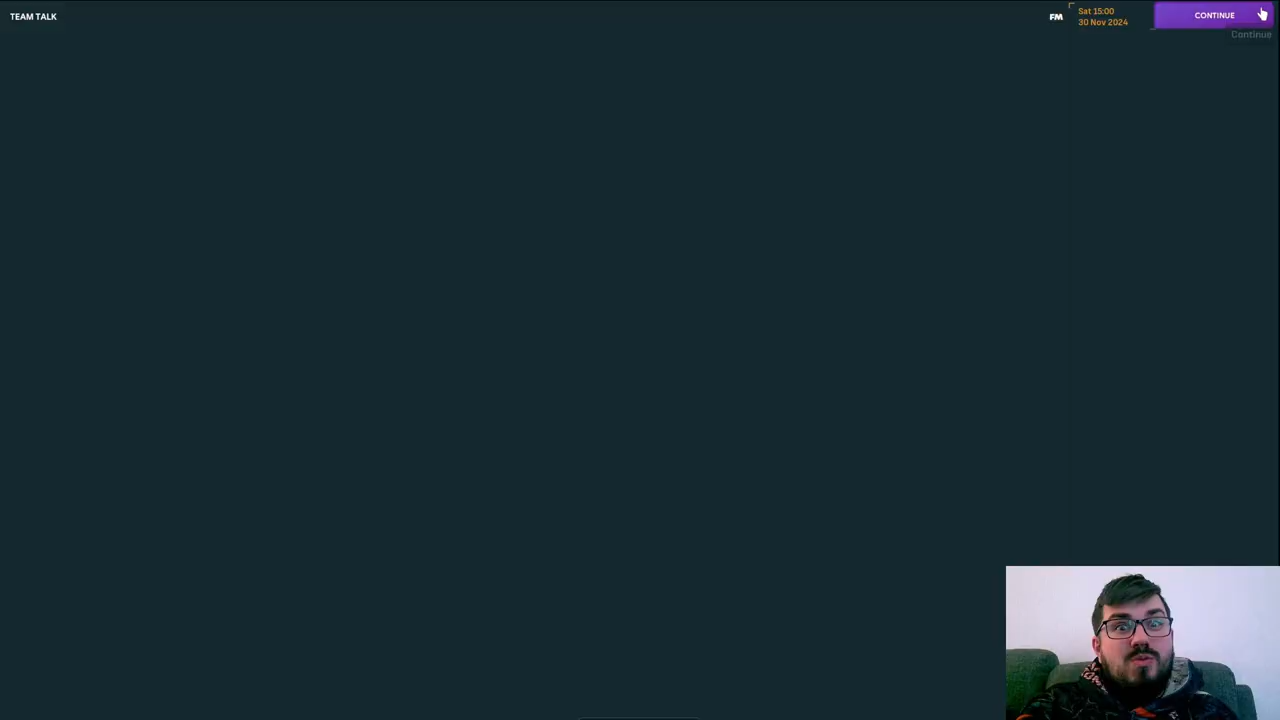 TEAM TALK
FM
Sat 15:00
30 Nov 2024
CONTINUE
Continue